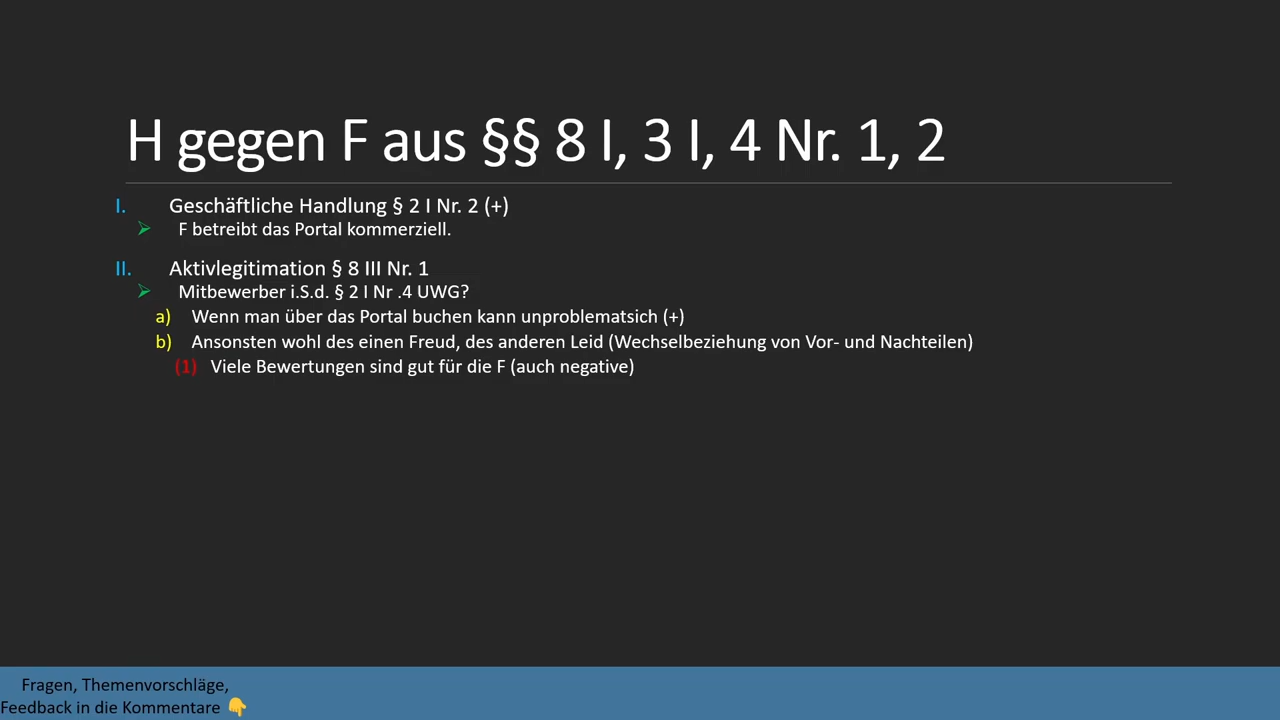 H gegen F aus §§ 8 I, 3 I, 4 Nr. 1, 2
I. Geschäftliche Handlung § 2 I Nr. 2 (+)
F betreibt das Portal kommerziell.
II. Aktivlegitimation § 8 III Nr. 1
Mitbewerber i.S.d. § 2 I Nr .4 UWG?
a) Wenn man über das Portal buchen kann unproblematsich (+)
b) Ansonsten wohl des einen Freud, des anderen Leid (Wechselbeziehung von Vor- und Nachteilen)
(1) Viele Bewertungen sind gut für die F (auch negative)
Fragen, Themenvorschläge,
Feedback in die Kommentare 👇